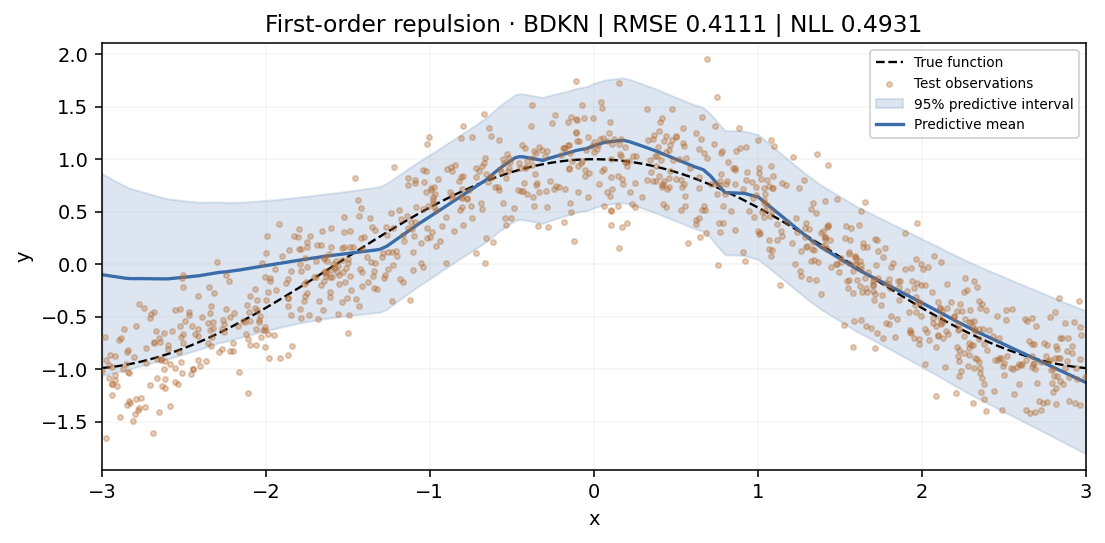 First-order repulsion · BDKN | RMSE 0.4111 | NLL 0.4931
2.0
1.5
1.0
0.5
0.0
−0.5
−1.0
−1.5
y
True function
Test observations
95% predictive interval
Predictive mean
−3 −2 −1 0 1 2 3
x